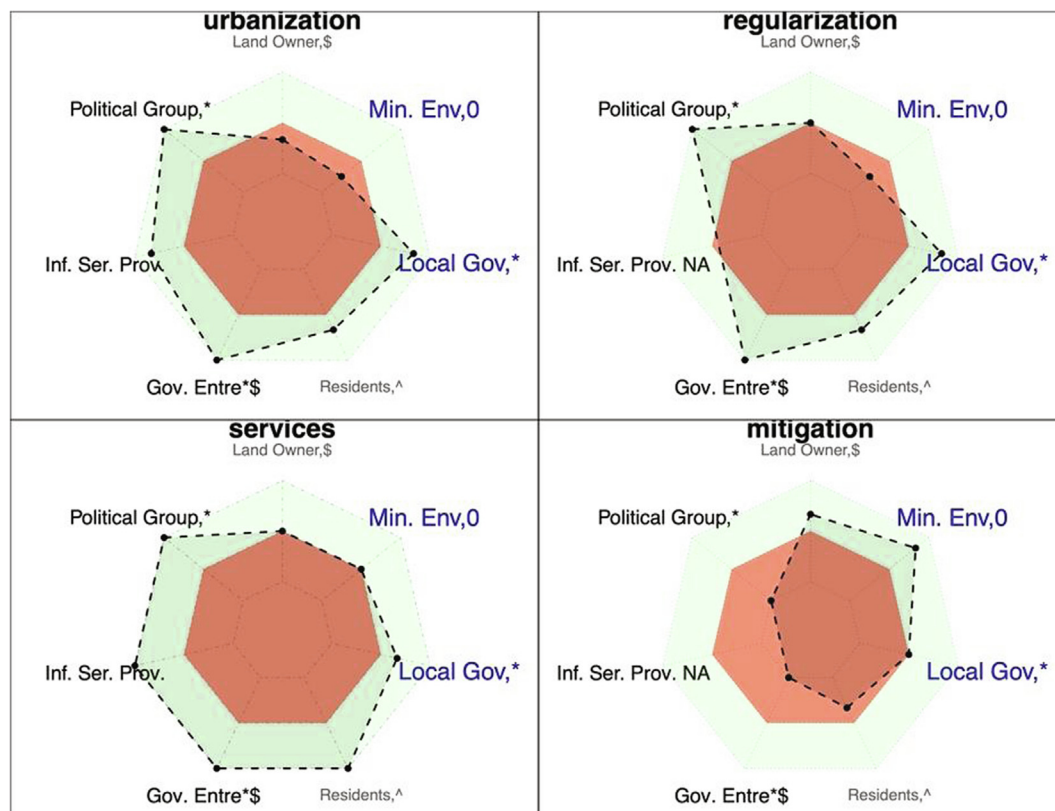 urbanization
Land Owner,$
Political Group,*
Min. Env,0
Inf. Ser. Prov.
Local Gov,*
Gov. Entre*$
Residents,^
regularization
Land Owner,$
Political Group,*
Min. Env,0
Inf. Ser. Prov. NA
Local Gov,*
Gov. Entre*$
Residents,^
services
Land Owner,$
Political Group,*
Min. Env,0
Inf. Ser. Prov.
Local Gov,*
Gov. Entre*$
Residents,^
mitigation
Land Owner,$
Political Group,*
Min. Env,0
Inf. Ser. Prov. NA
Local Gov,*
Gov. Entre*$
Residents,^